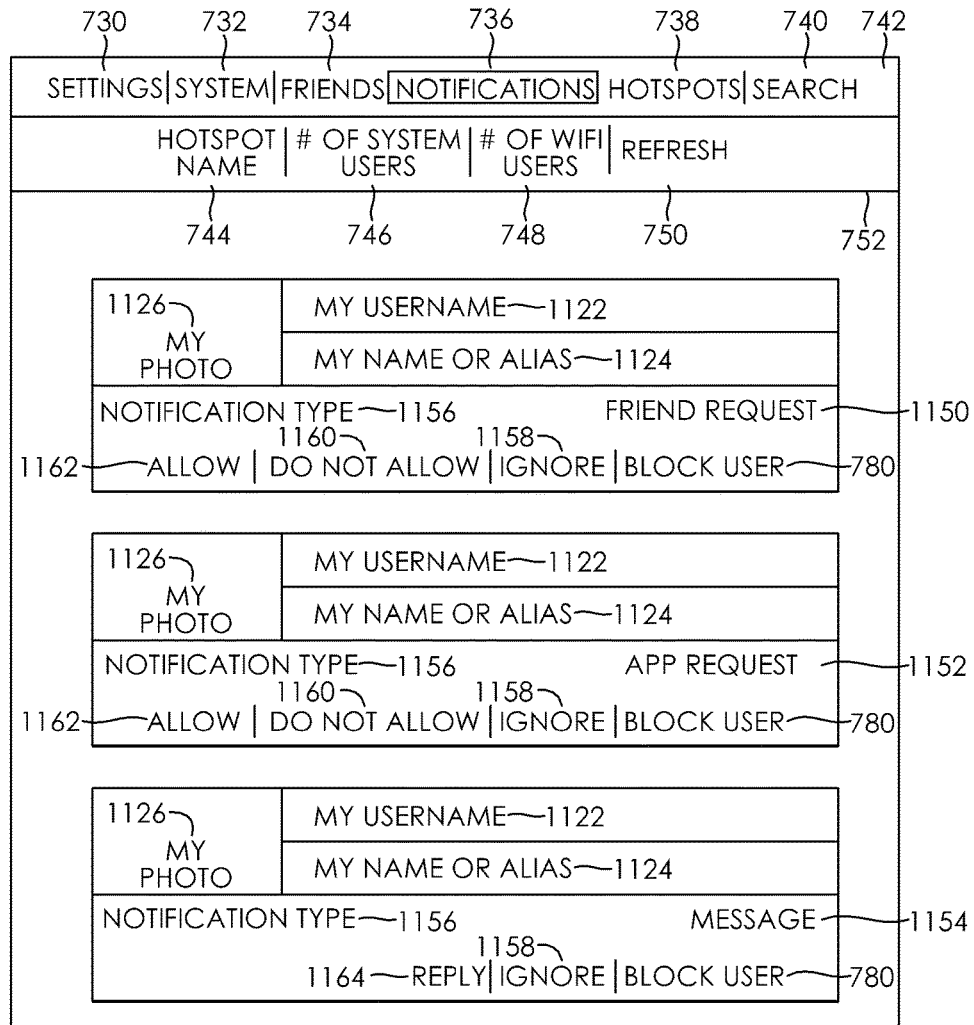 730 732 734 736 738 740 742
SETTINGS SYSTEM FRIENDS NOTIFICATIONS HOTSPOTS SEARCH
HOTSPOT NAME # OF SYSTEM USERS # OF WIFI USERS REFRESH
744 746 748 750 752
1126 MY USERNAME 1122
MY PHOTO MY NAME OR ALIAS 1124
NOTIFICATION TYPE 1156 FRIEND REQUEST 1150
1160 1158
1162 ALLOW DO NOT ALLOW IGNORE BLOCK USER 780
1126 MY USERNAME 1122
MY PHOTO MY NAME OR ALIAS 1124
NOTIFICATION TYPE 1156 APP REQUEST 1152
1160 1158
1162 ALLOW DO NOT ALLOW IGNORE BLOCK USER 780
1126 MY USERNAME 1122
MY PHOTO MY NAME OR ALIAS 1124
NOTIFICATION TYPE 1156 MESSAGE 1154
1158
1164 REPLY IGNORE BLOCK USER 780